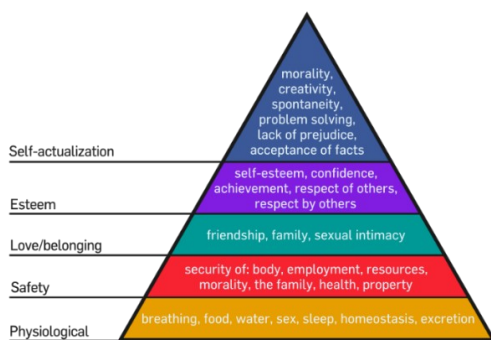 morality,
creativity,
spontaneity,
problem solving,
lack of prejudice,
acceptance of facts
Self-actualization
self-esteem, confidence,
achievement, respect of others,
respect by others
Esteem
friendship, family, sexual intimacy
Love/belonging
security of: body, employment, resources,
morality, the family, health, property
Safety
breathing, food, water, sex, sleep, homeostasis, excretion
Physiological